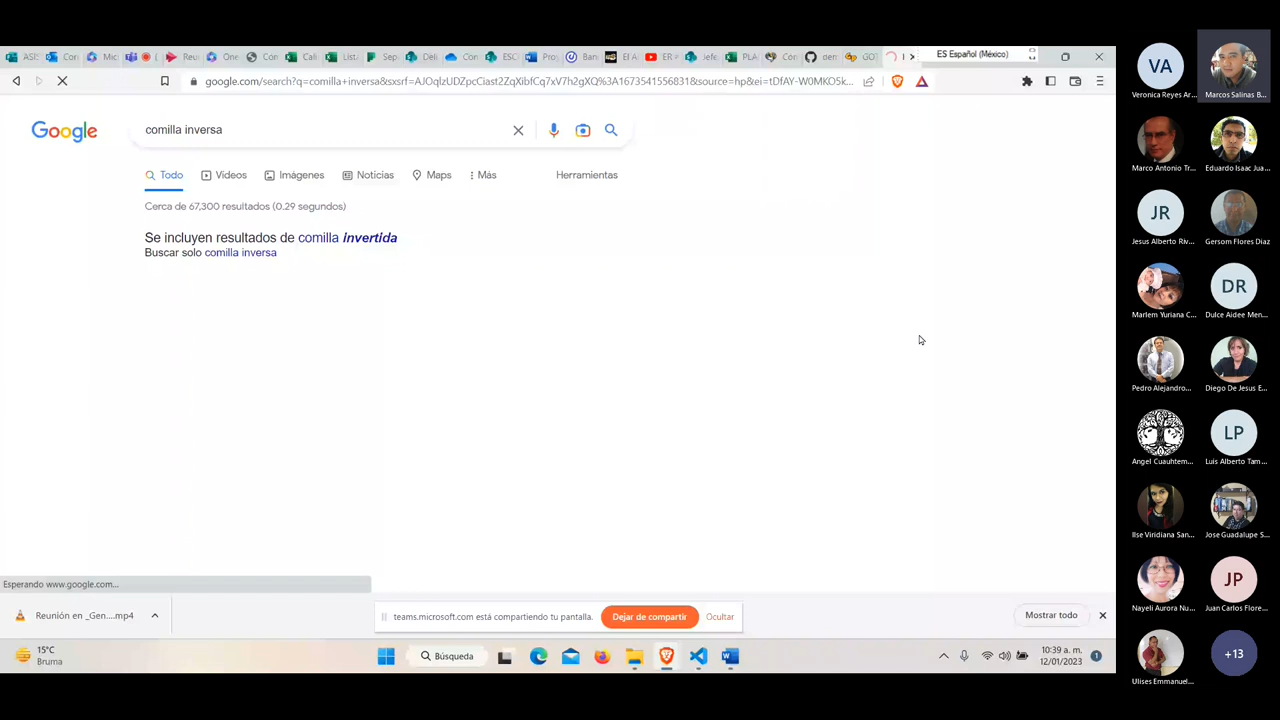 ES Español (México)
google.com/search?q=comilla+inversa&sxsrf=AJOqlzUDZpcCiast2ZqXibfCq7xV7h2gXQ%3A1673541556831&source=hp&ei=tDfAY-W0MKO5k...
Google
comilla inversa
Todo
Videos
Imágenes
Noticias
Maps
Más
Herramientas
Cerca de 67,300 resultados (0.29 segundos)
Se incluyen resultados de comilla invertida
Buscar solo comilla inversa
Esperando www.google.com...
Reunión en _Gen....mp4
teams.microsoft.com está compartiendo tu pantalla.
Dejar de compartir
Ocultar
Mostrar todo
15°C
Bruma
Búsqueda
10:39 a. m.
12/01/2023
1
VA
Veronica Reyes Ar...
Marcos Salinas B...
Marco Antonio Tr...
Eduardo Isaac Jua...
JR
Jesus Alberto Riv...
Gersom Flores Diaz
Marlem Yuriana C...
DR
Dulce Aidee Men...
Pedro Alejandro...
Diego De Jesus E...
Angel Cuauhtem...
LP
Luis Alberto Tam...
Ilse Viridiana San...
Jose Guadalupe S...
Nayeli Aurora Nu...
JP
Juan Carlos Flore...
Ulises Emmanuel...
+13